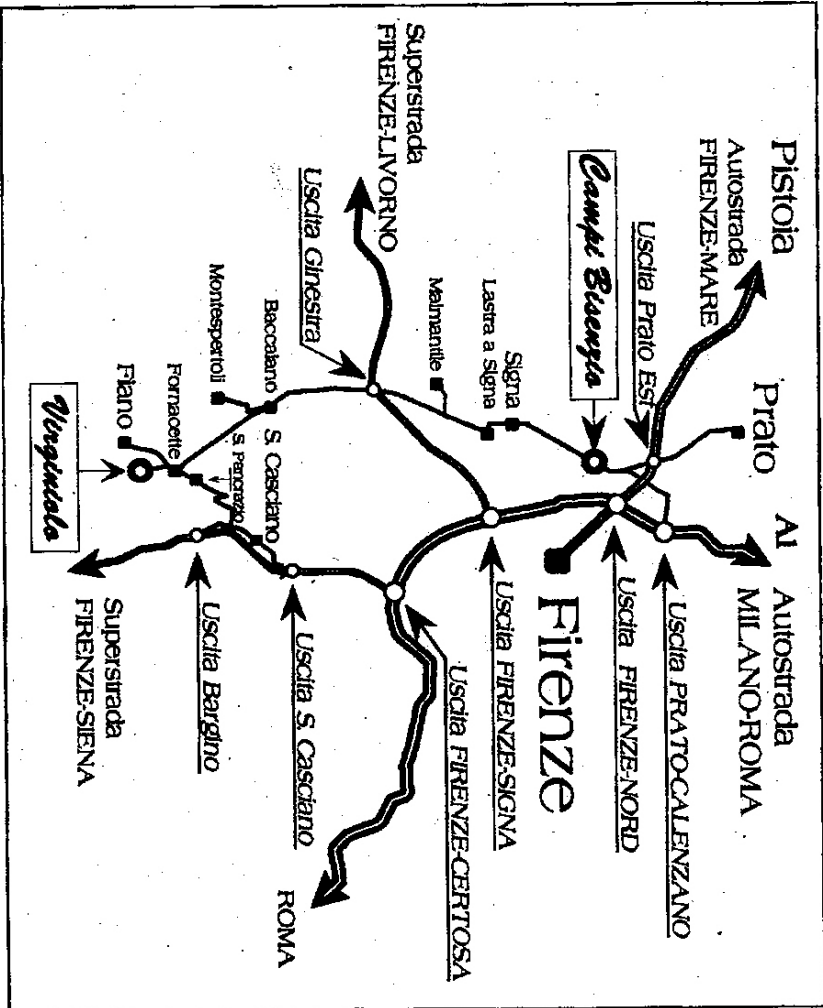 Pistoia
Autostrada
FIRENZE-MARE
Prato
A1
Autostrada
MILANO-ROMA
Uscita Prato EST
Uscita PRATO-CALENZANO
Campi Bisenzio
Uscita FIRENZE-NORD
Firenze
Signa
Lastra a Signa
Uscita FIRENZE-SIGNA
Malmantile
Superstrada
FIRENZE-LIVORNO
Uscita FIRENZE-CERTOSA
Uscita Ginestra
Uscita S. Casciano
ROMA
Baccaiano
S. Casciano
Montespertoli
S. Pancrazio
Uscita Bargino
Fornacette
Fiano
Virginiolo
Superstrada
FIRENZE-SIENA